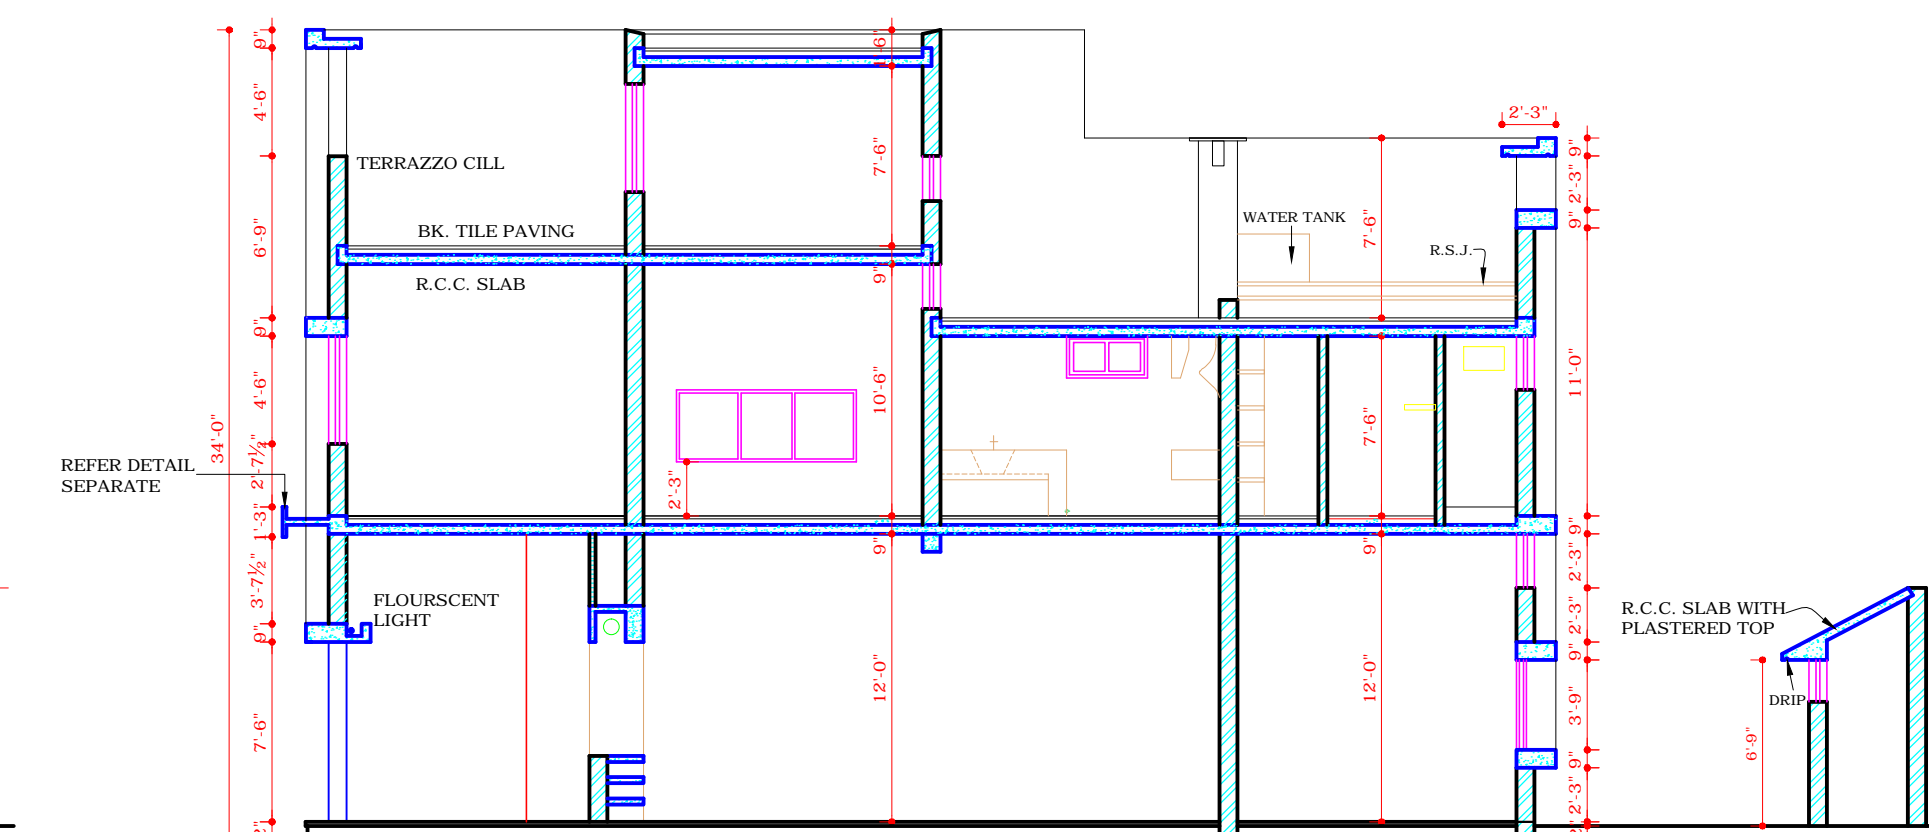 9"
4'-6"
6'-9"
9"
4'-6"
2'-7½"
1'-3"
3'-7½"
9"
7'-6"
34'-0"
TERRAZZO CILL
BK. TILE PAVING
R.C.C. SLAB
REFER DETAIL
SEPARATE
FLOURSCENT
LIGHT
7'-6"
9"
10'-6"
2'-3"
9"
12'-0"
WATER TANK
R.S.J.
7'-6"
7'-6"
9"
12'-0"
2'-3"
9"
2'-3"
9"
11'-0"
9"
2'-3"
2'-3"
9"
3'-9"
9"
2'-3"
R.C.C. SLAB WITH
PLASTERED TOP
DRIP
6'-9"